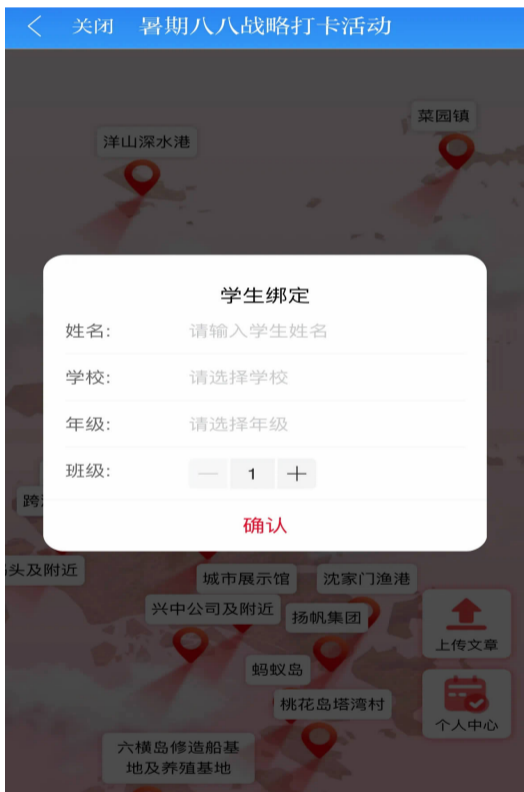 关闭 暑期八八战略打卡活动
菜园镇
洋山深水港
学生绑定
姓名: 请输入学生姓名
学校: 请选择学校
年级: 请选择年级
班级: 1
确认
跨
头及附近
城市展示馆
沈家门渔港
兴中公司及附近
扬帆集团
上传文章
蚂蚁岛
桃花岛塔湾村
个人中心
六横岛修造船基
地及养殖基地